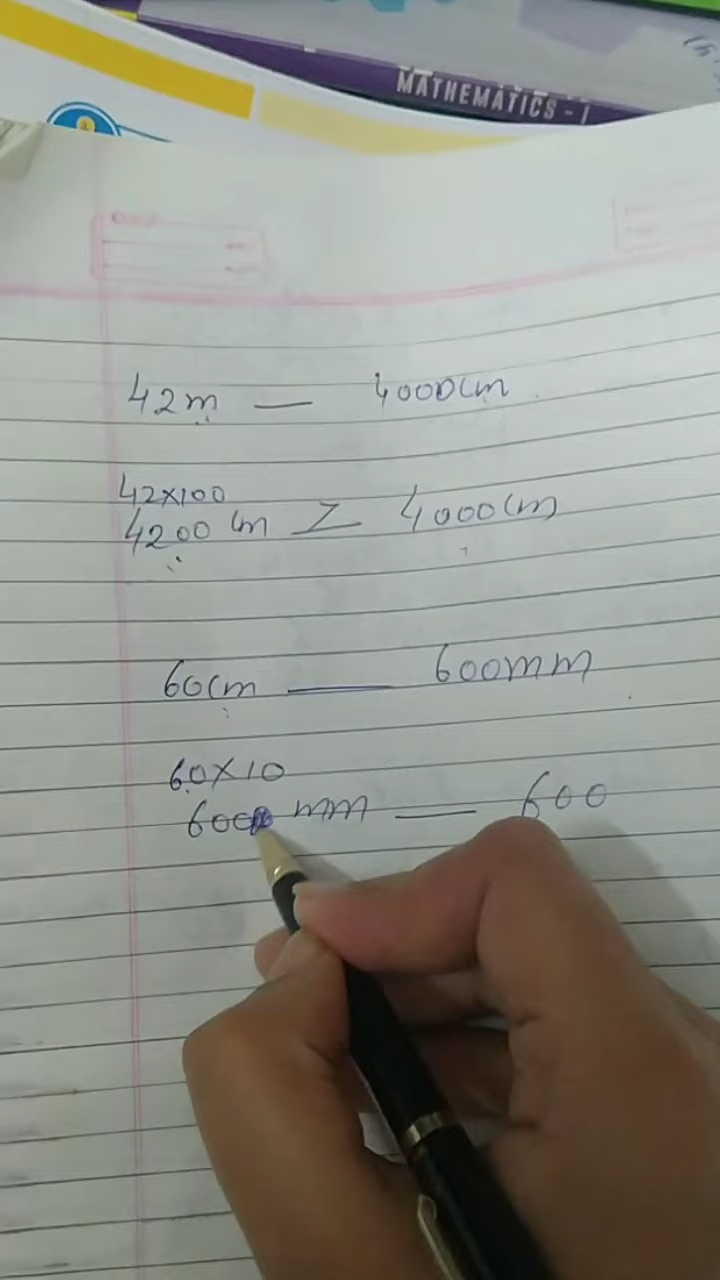 MATHEMATICS - I
42m — 4000cm
42×100
4200 cm > 4000cm
60cm — 600mm
60×10
600 mm — 600